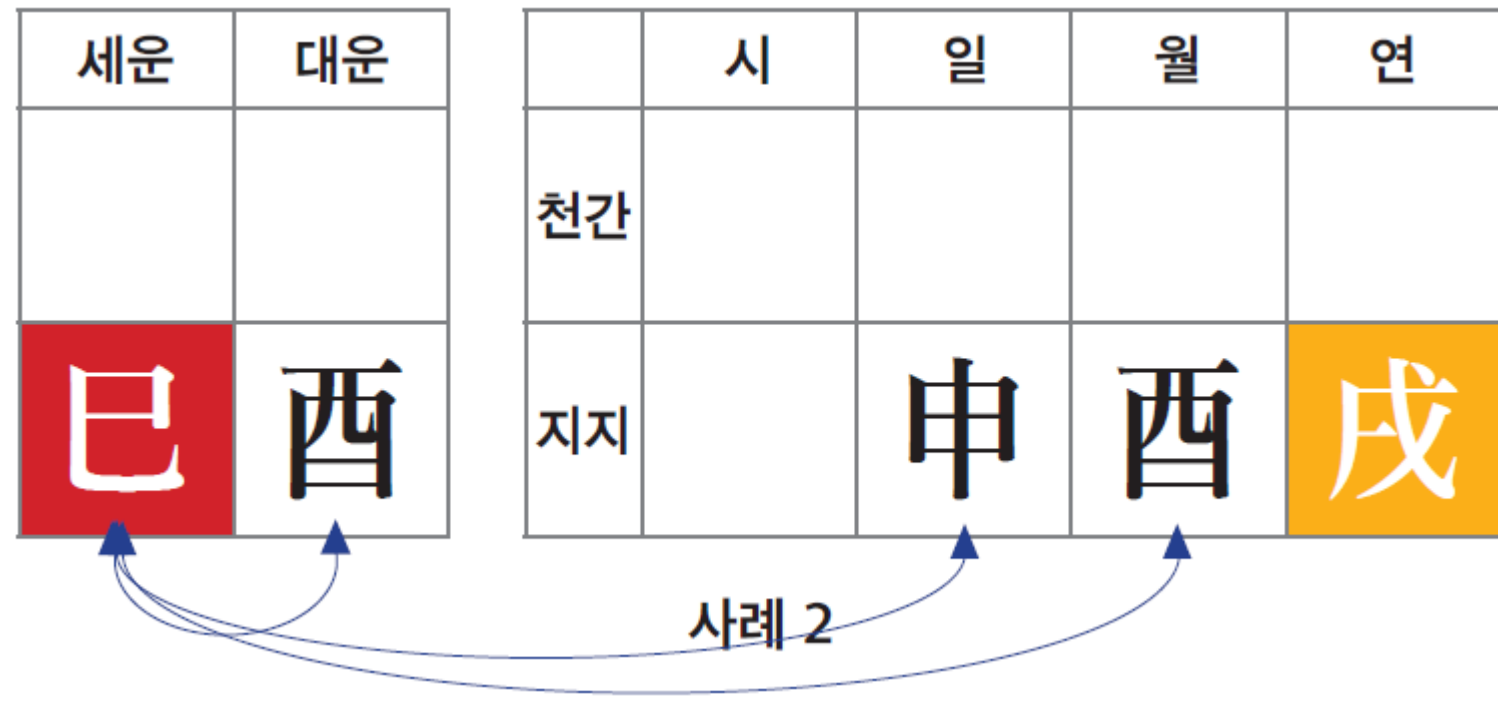 세운 대운 시 일 월 연
천간
巳 酉 지지 申 酉 戌
사례 2